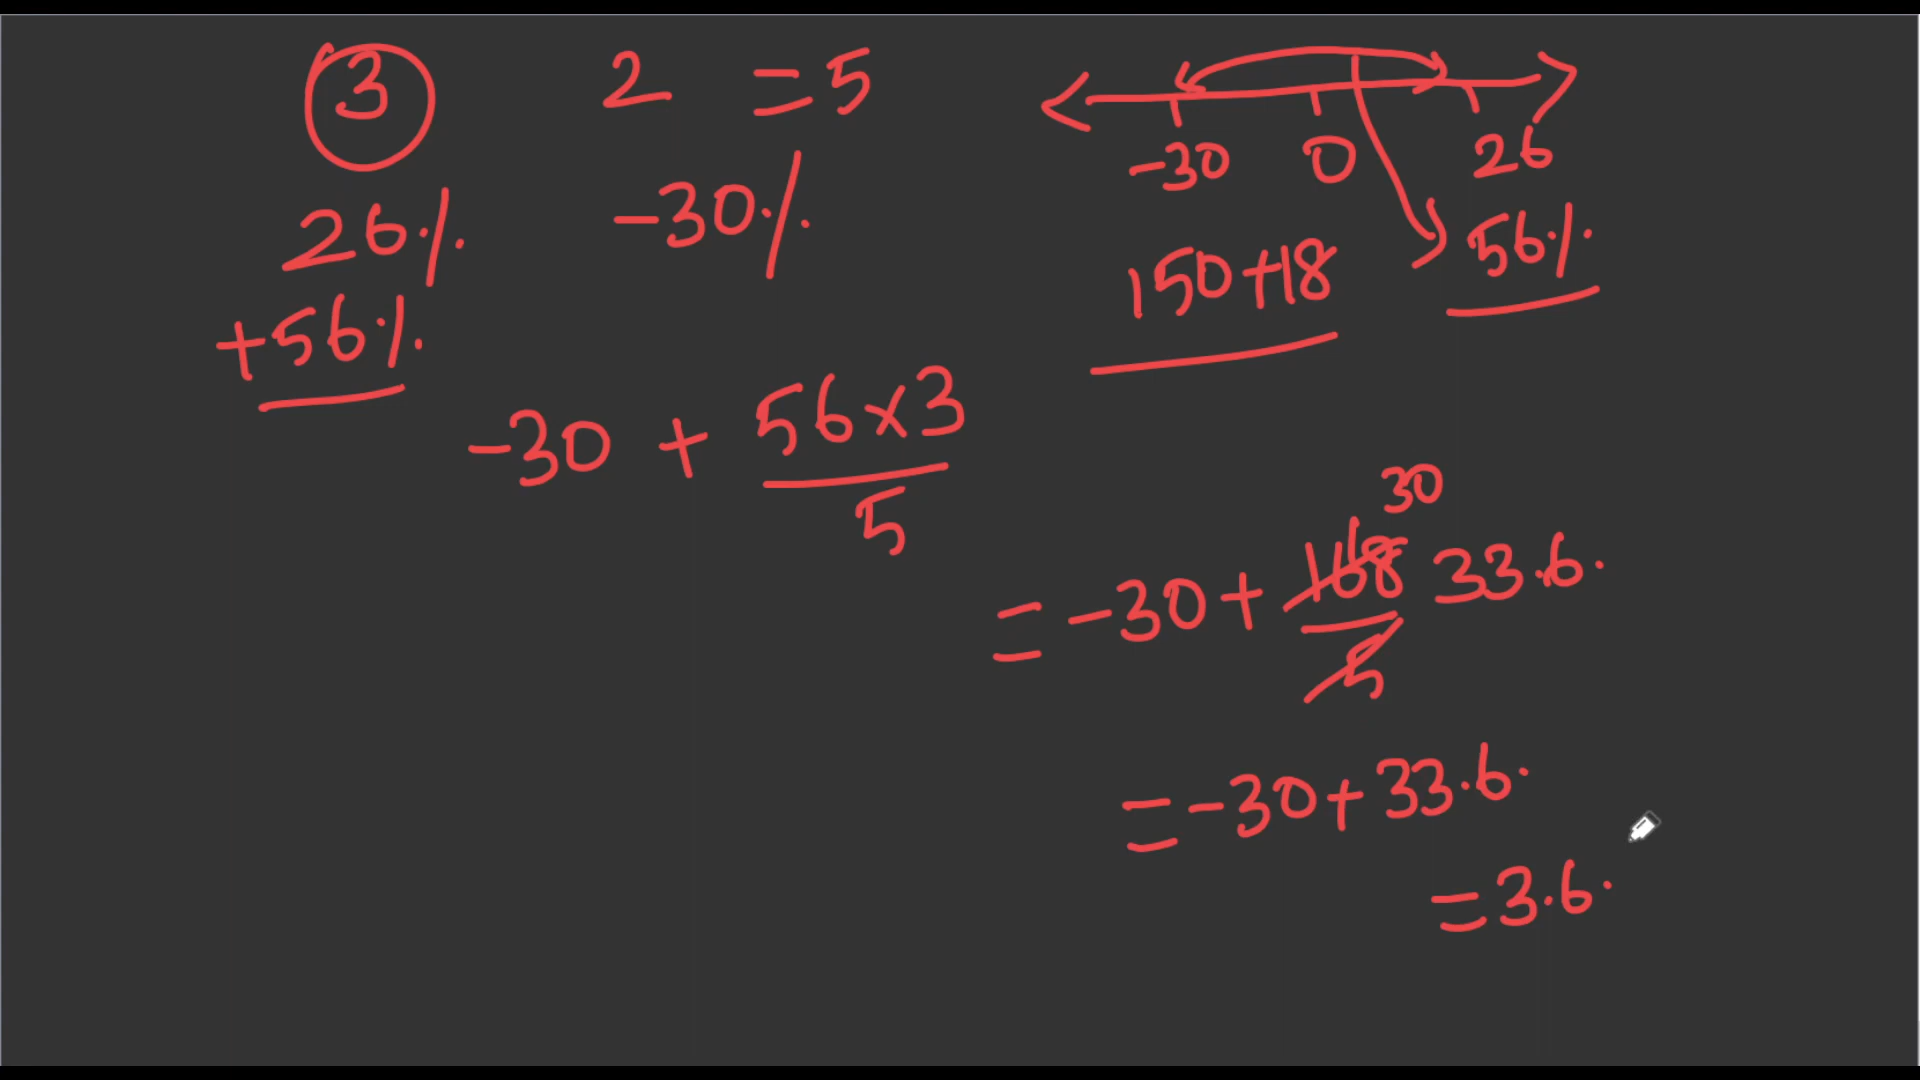 3 2 = 5
-30 0 26
26% -30%
150+18 56%
+56%
-30 + 56×3
5
30
= -30 + 168 33.6.
5
= -30 + 33.6.
= 3.6.